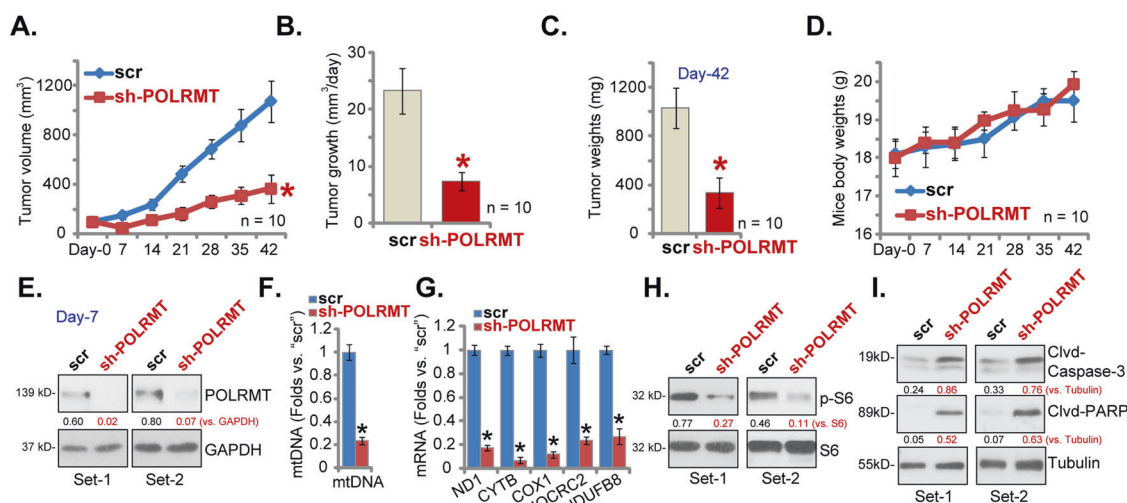 A.
Tumor volume (mm³)
1200
800
400
0
scr
sh-POLRMT
*
n = 10
Day-0 7 14 21 28 35 42
B.
Tumor growth (mm³/day)
30
20
10
0
*
n = 10
scr sh-POLRMT
C.
Tumor weights (mg)
Day-42
1200
800
400
0
*
n = 10
scr sh-POLRMT
D.
Mice body weights (g)
20
19
18
17
16
scr
sh-POLRMT
n = 10
Day-0 7 14 21 28 35 42
E.
Day-7
scr sh-POLRMT scr sh-POLRMT
139 kD- POLRMT
0.60 0.02 0.80 0.07 (vs. GAPDH)
37 kD- GAPDH
Set-1 Set-2
F.
scr
sh-POLRMT
mtDNA (Folds vs. “scr”)
1.2
1
0.8
0.6
0.4
0.2
0
*
mtDNA
G.
scr
sh-POLRMT
mRNA (Folds vs. “scr”)
1.2
1
0.8
0.6
0.4
0.2
0
* * * * *
ND1 CYTB COX1
H.
scr sh-POLRMT scr sh-POLRMT
32 kD- p-S6
0.77 0.27 0.46 0.11 (vs. S6)
32 kD- S6
Set-1 Set-2
I.
scr sh-POLRMT scr sh-POLRMT
19kD- Clvd-
Caspase-3
0.24 0.86 0.33 0.76 (vs. Tubulin)
89kD- Clvd-PARP
0.05 0.52 0.07 0.63 (vs. Tubulin)
55kD- Tubulin
Set-1 Set-2